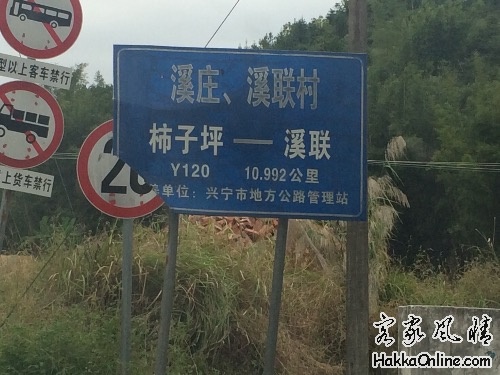 型以上客车禁行
上货车禁行
20
溪庄、溪联村
柿子坪 — 溪联
Y120 10.992公里
单位：兴宁市地方公路管理站
客家风情
HakkaOnline.com